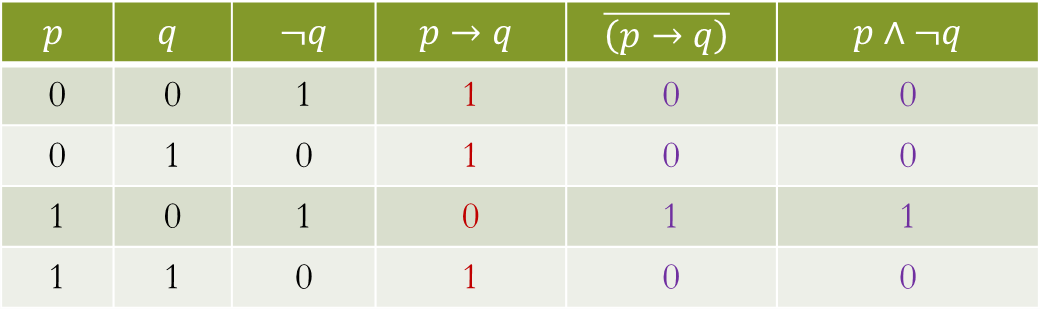 p q ¬q p → q \overline{(p → q)} p ∧ ¬q
0 0 1 1 0 0
0 1 0 1 0 0
1 0 1 0 1 1
1 1 0 1 0 0